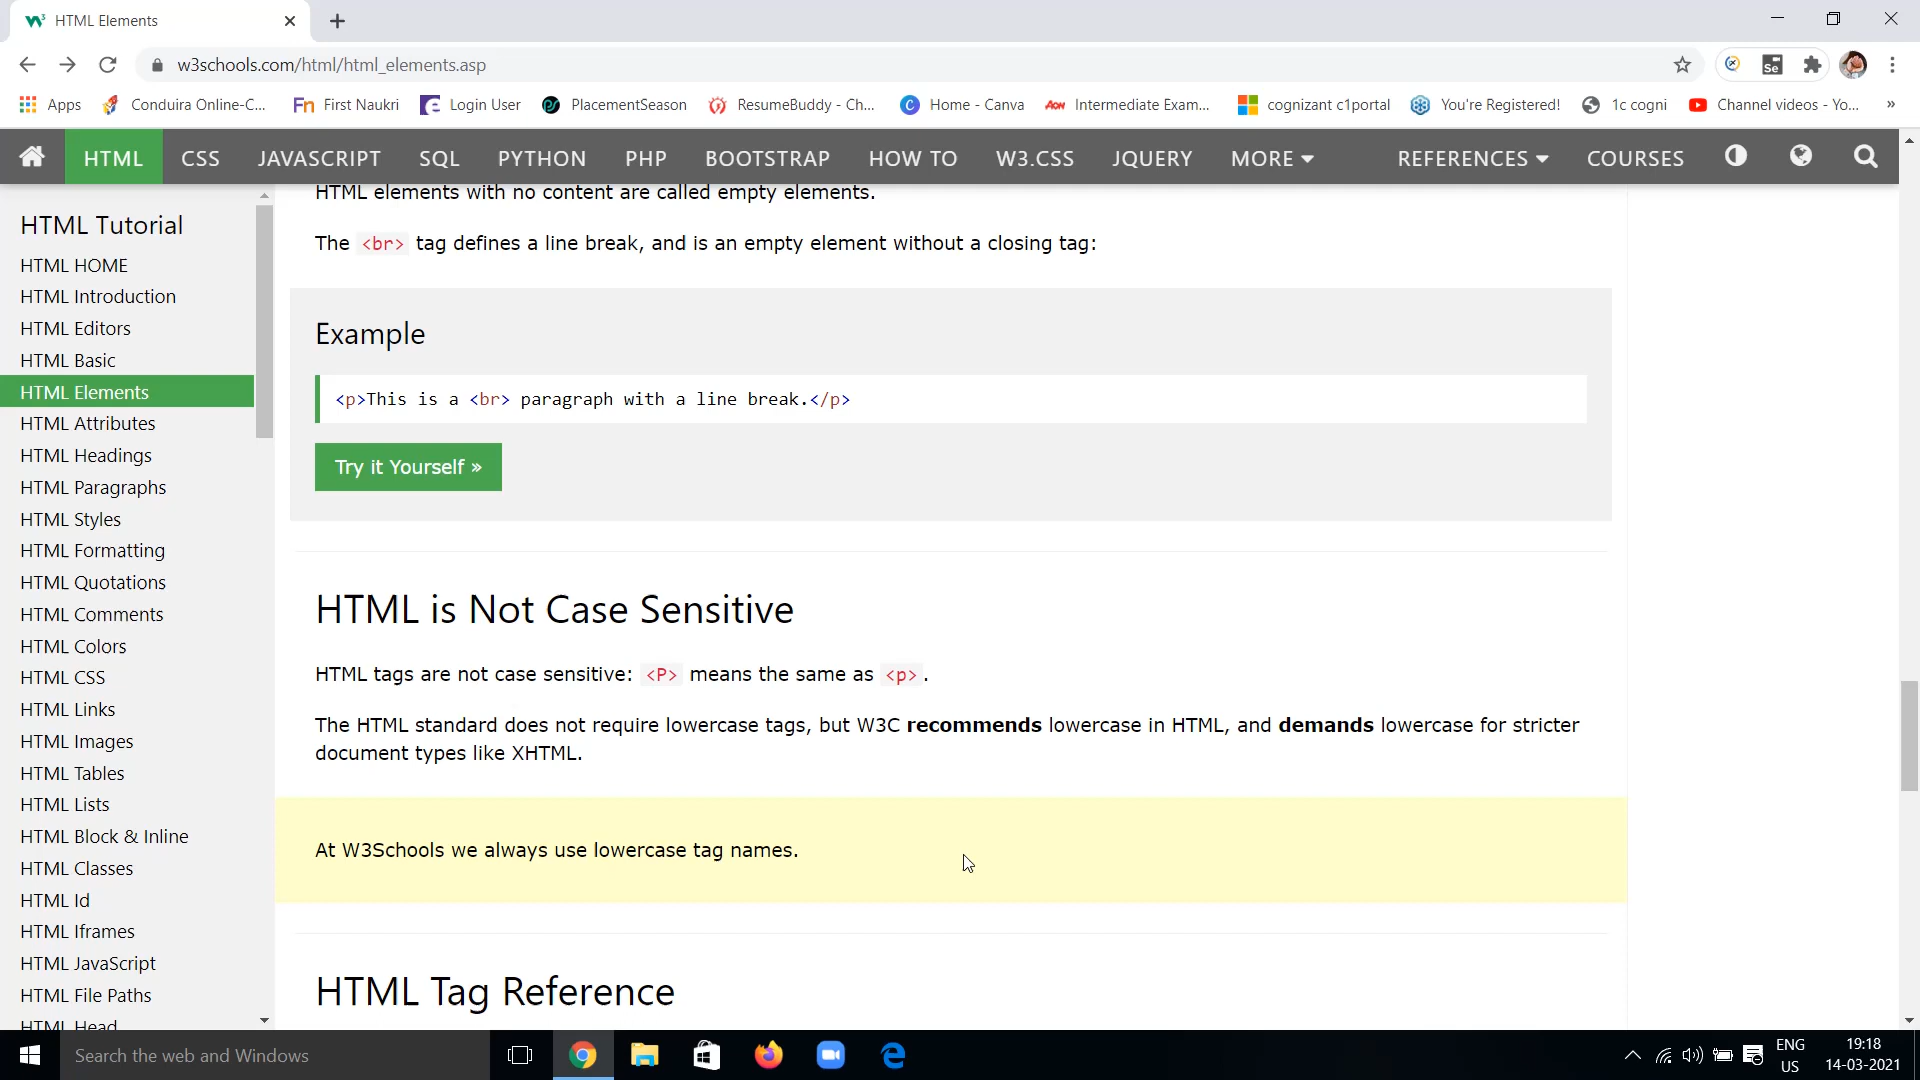 HTML Elements
w3schools.com/html/html_elements.asp
Apps
Conduira Online-C...
First Naukri
Login User
PlacementSeason
ResumeBuddy - Ch...
Home - Canva
Intermediate Exam...
cognizant c1portal
You're Registered!
1c cogni
Channel videos - Yo...
»
HTML CSS JAVASCRIPT SQL PYTHON PHP BOOTSTRAP HOW TO W3.CSS JQUERY MORE REFERENCES COURSES
HTML Tutorial
HTML HOME
HTML Introduction
HTML Editors
HTML Basic
HTML Elements
HTML Attributes
HTML Headings
HTML Paragraphs
HTML Styles
HTML Formatting
HTML Quotations
HTML Comments
HTML Colors
HTML CSS
HTML Links
HTML Images
HTML Tables
HTML Lists
HTML Block & Inline
HTML Classes
HTML Id
HTML Iframes
HTML JavaScript
HTML File Paths
HTML Head
HTML elements with no content are called empty elements.
The <br> tag defines a line break, and is an empty element without a closing tag:
Example
<p>This is a <br> paragraph with a line break.</p>
Try it Yourself »
HTML is Not Case Sensitive
HTML tags are not case sensitive: <P> means the same as <p>.
The HTML standard does not require lowercase tags, but W3C recommends lowercase in HTML, and demands lowercase for stricter
document types like XHTML.
At W3Schools we always use lowercase tag names.
HTML Tag Reference
Search the web and Windows
ENG
US
19:18
14-03-2021